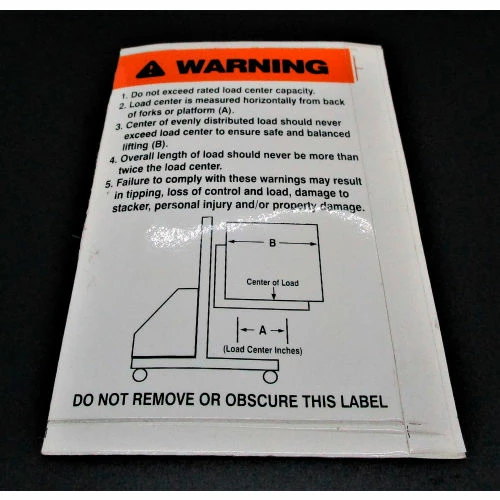 WARNING
1. Do not exceed rated load center capacity.
2. Load center is measured horizontally from back
of forks or platform (A).
3. Center of evenly distributed load should never
exceed load center to ensure safe and balanced
lifting (B).
4. Overall length of load should never be more than
twice the load center.
5. Failure to comply with these warnings may result
in tipping, loss of control and load, damage to
stacker, personal injury and/or property damage.
B
Center of Load
A
(Load Center Inches)
DO NOT REMOVE OR OBSCURE THIS LABEL